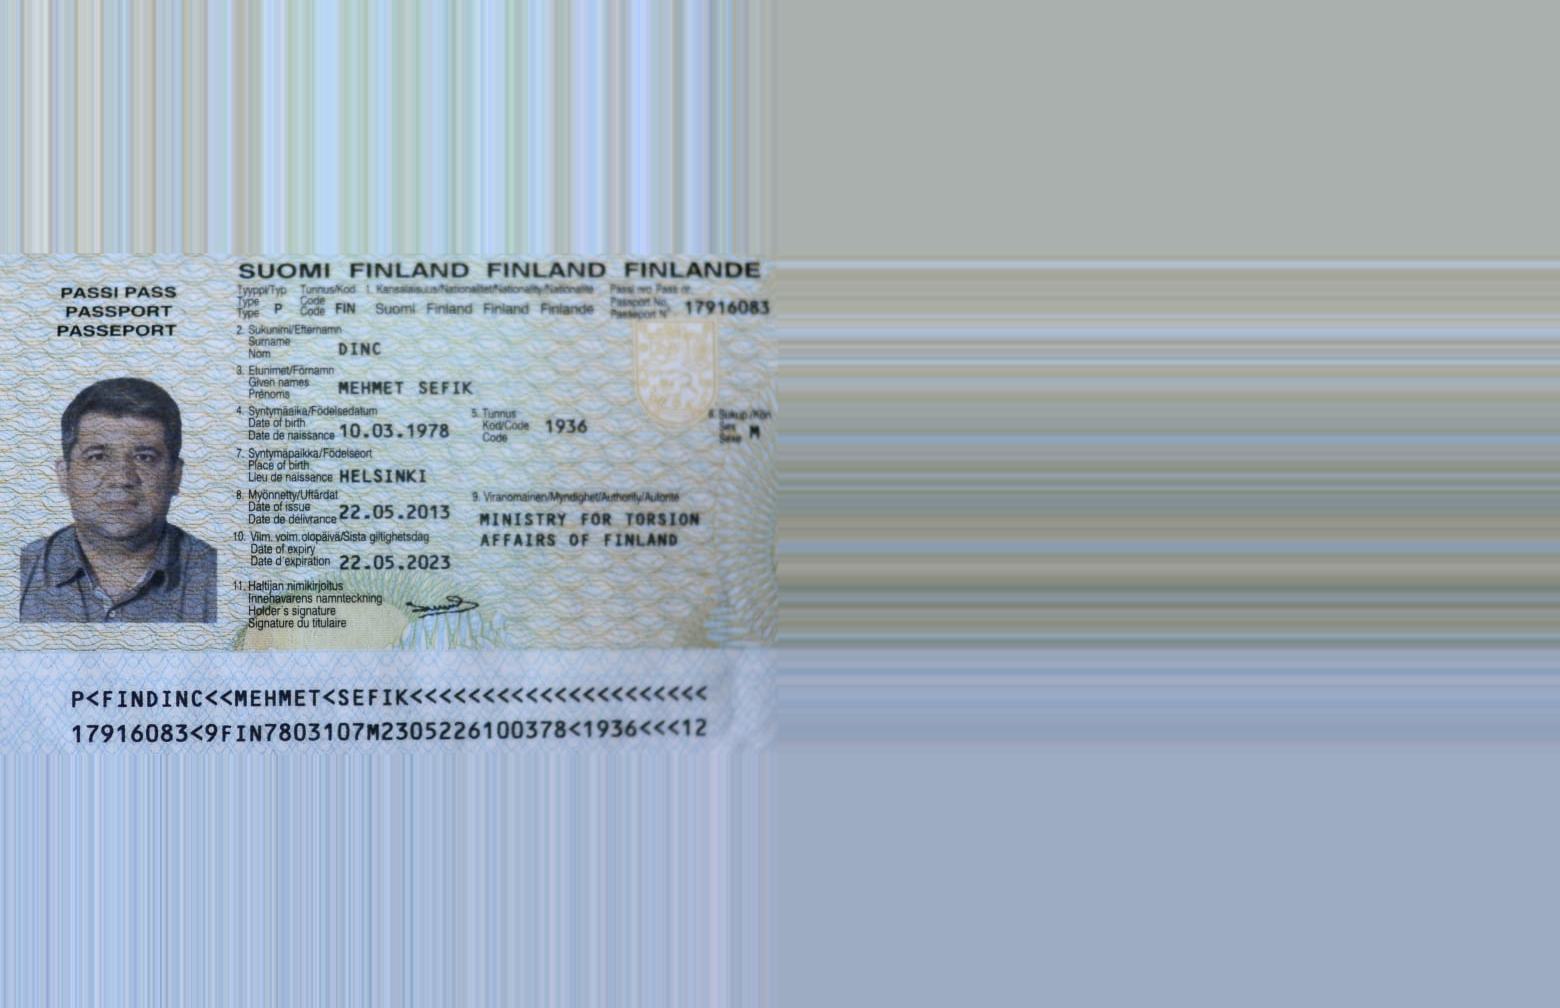 SUOMI FINLAND FINLAND FINLANDE
PASSI PASS
PASSPORT
PASSEPORT
Tyyppi/Typ Tunnus/Kod 1. Kansalaisuus/Nationalitet/Nationality/Nationalité Passi nro Pass nr.
Type P Code FIN Suomi Finland Finland Finlande Passport No. 17916083
Type Code Passeport N°
2. Sukunimi/Efternamn
Surname
Nom DINC
3. Etunimet/Förnamn
Given names
Prénoms MEHMET SEFIK
4. Syntymäaika/Födelsedatum 5. Tunnus 6. Sukup./Kön
Date of birth Kod/Code 1936 Sex
Date de naissance 10.03.1978 Code Sexe M
7. Syntymäpaikka/Födelseort
Place of birth
Lieu de naissance HELSINKI
8. Myönnetty/Utfärdat 9. Viranomainen/Myndighet/Authority/Autorité
Date of issue
Date de délivrance 22.05.2013 MINISTRY FOR TORSION
AFFAIRS OF FINLAND
10. Viim. voim.olopäivä/Sista giltighetsdag
Date of expiry
Date d'expiration 22.05.2023
11. Haltijan nimikirjoitus
Innehavarens namnteckning
Holder's signature
Signature du titulaire
P<FINDINC<<MEHMET<SEFIK<<<<<<<<<<<<<<<<<<<<<
17916083<9FIN7803107M2305226100378<1936<<<12